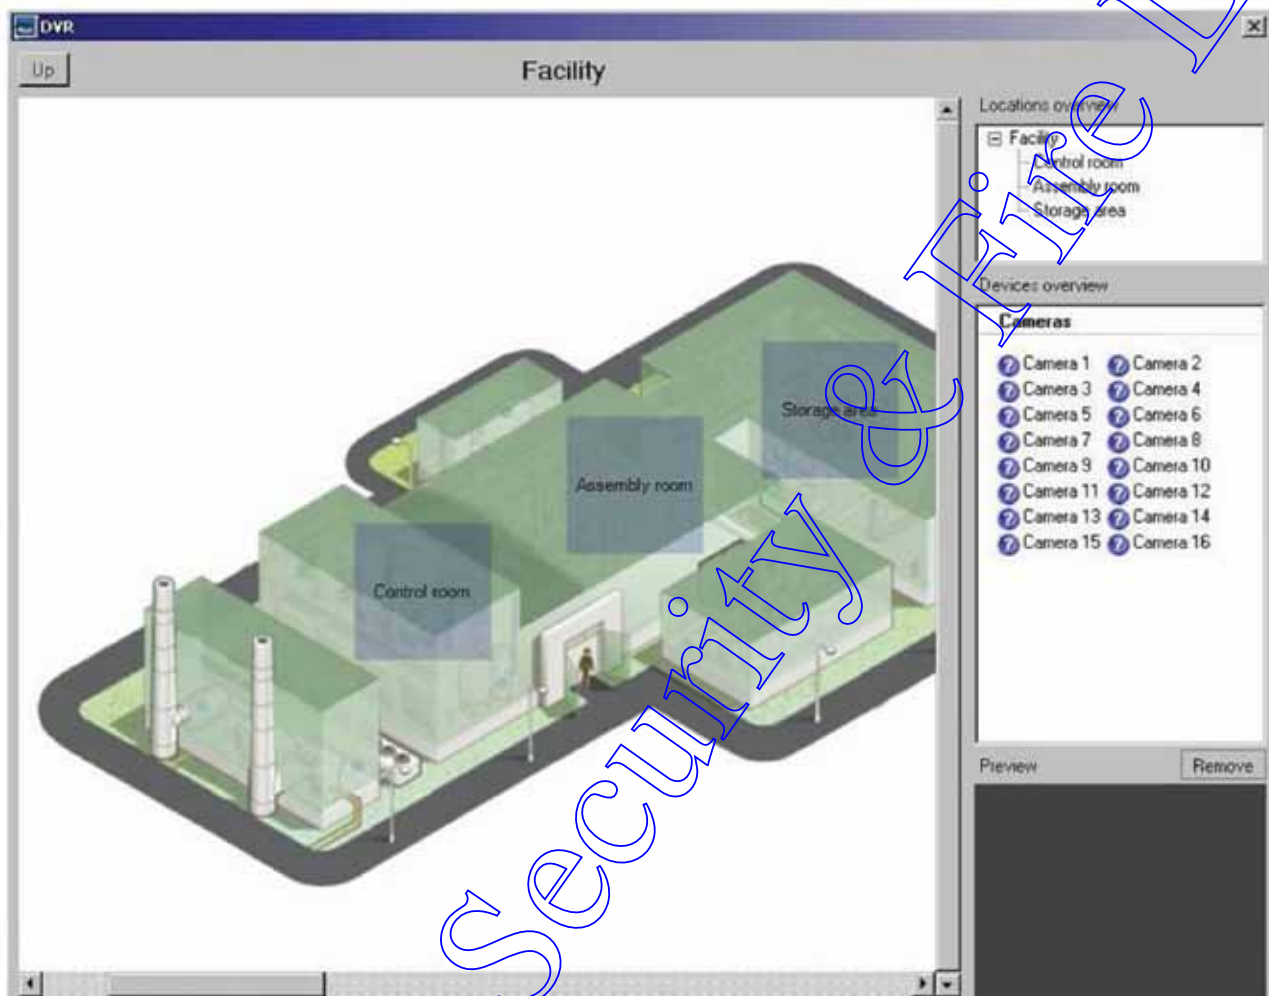 DVR
Up
Facility
Locations overview
Facility
Control room
Assembly room
Storage area
Devices overview
Cameras
Camera 1 Camera 2
Camera 3 Camera 4
Camera 5 Camera 6
Camera 7 Camera 8
Camera 9 Camera 10
Camera 11 Camera 12
Camera 13 Camera 14
Camera 15 Camera 16
Storage area
Assembly room
Control room
Preview Remove
Security & Fire